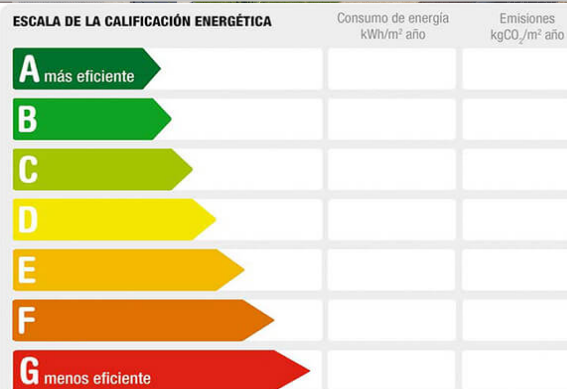 ESCALA DE LA CALIFICACIÓN ENERGÉTICA
Consumo de energía
kWh/m² año
Emisiones
kgCO₂/m² año
A más eficiente
B
C
D
E
F
G menos eficiente